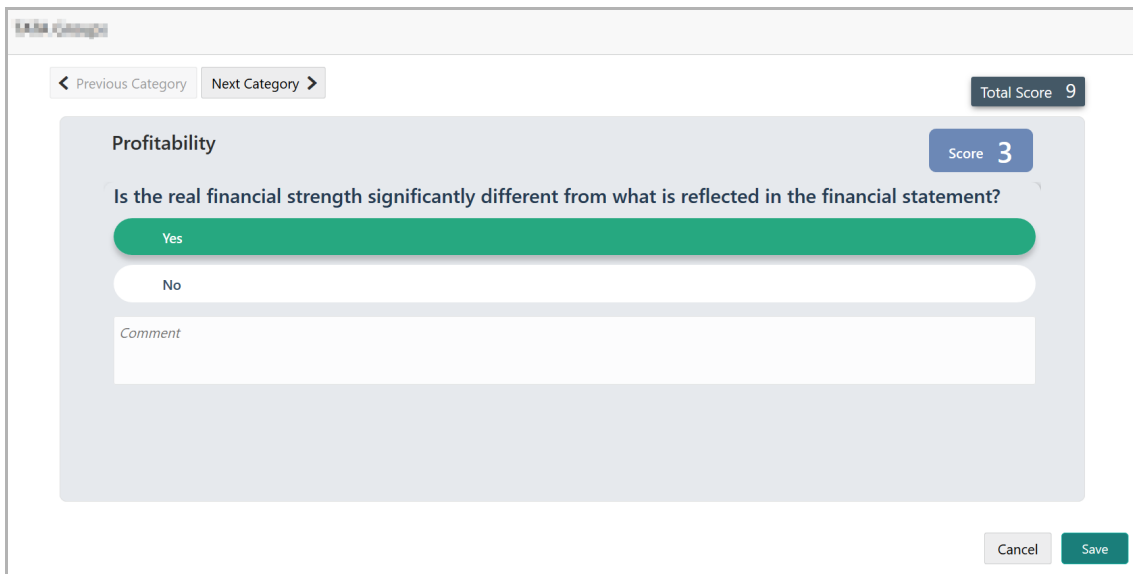 Previous Category Next Category
Total Score 9
Profitability
Score 3
Is the real financial strength significantly different from what is reflected in the financial statement?
Yes
No
Comment
Cancel Save